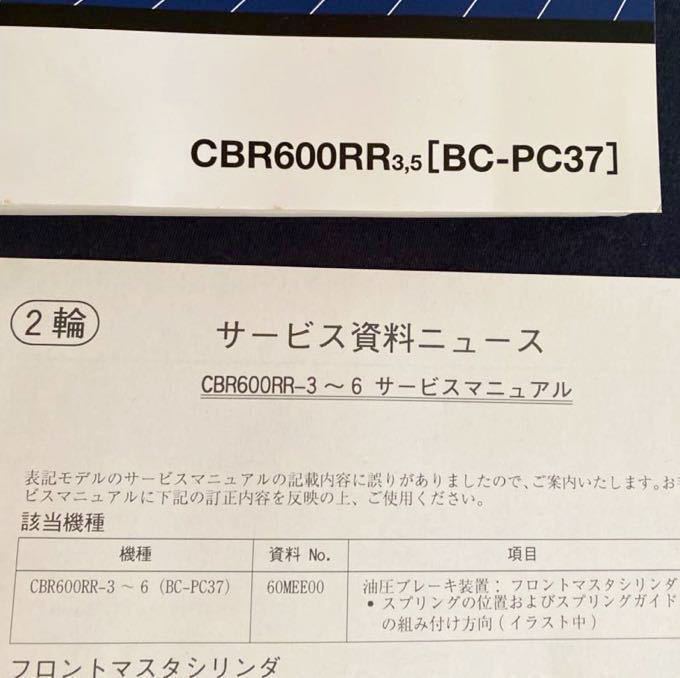 CBR600RR3,5[BC-PC37]
2輪
サービス資料ニュース
CBR600RR-3 ～ 6 サービスマニュアル
表記モデルのサービスマニュアルの記載内容に誤りがありましたので、ご案内いたします。お
ビスマニュアルに下記の訂正内容を反映の上、ご使用ください。
該当機種
機種 資料 No. 項目
CBR600RR-3 ～ 6 (BC-PC37) 60MEE00 油圧ブレーキ装置: フロントマスタシリンダ
• スプリングの位置およびスプリングガイド
の組み付け方向 (イラスト中)
フロントマスタシリンダ